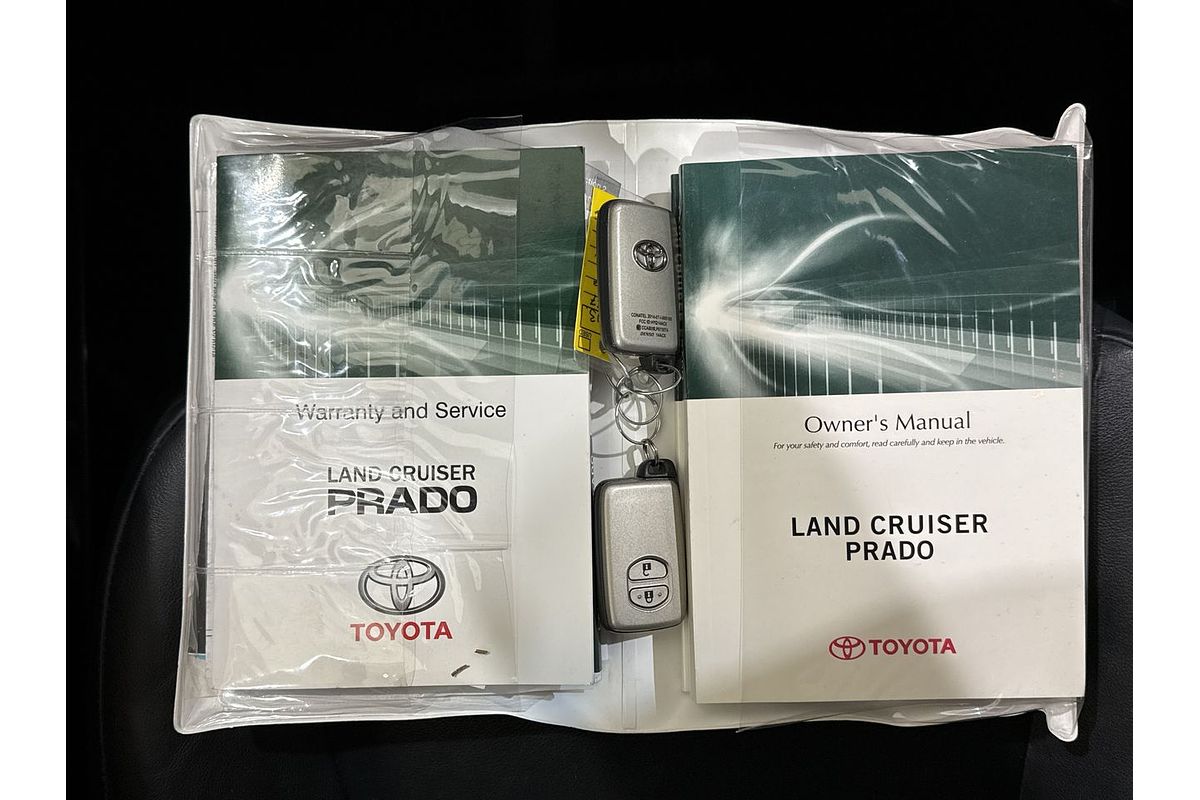 Warranty and Service
LAND CRUISER
PRADO
TOYOTA
Owner's Manual
For your safety and comfort, read carefully and keep in the vehicle.
LAND CRUISER
PRADO
TOYOTA